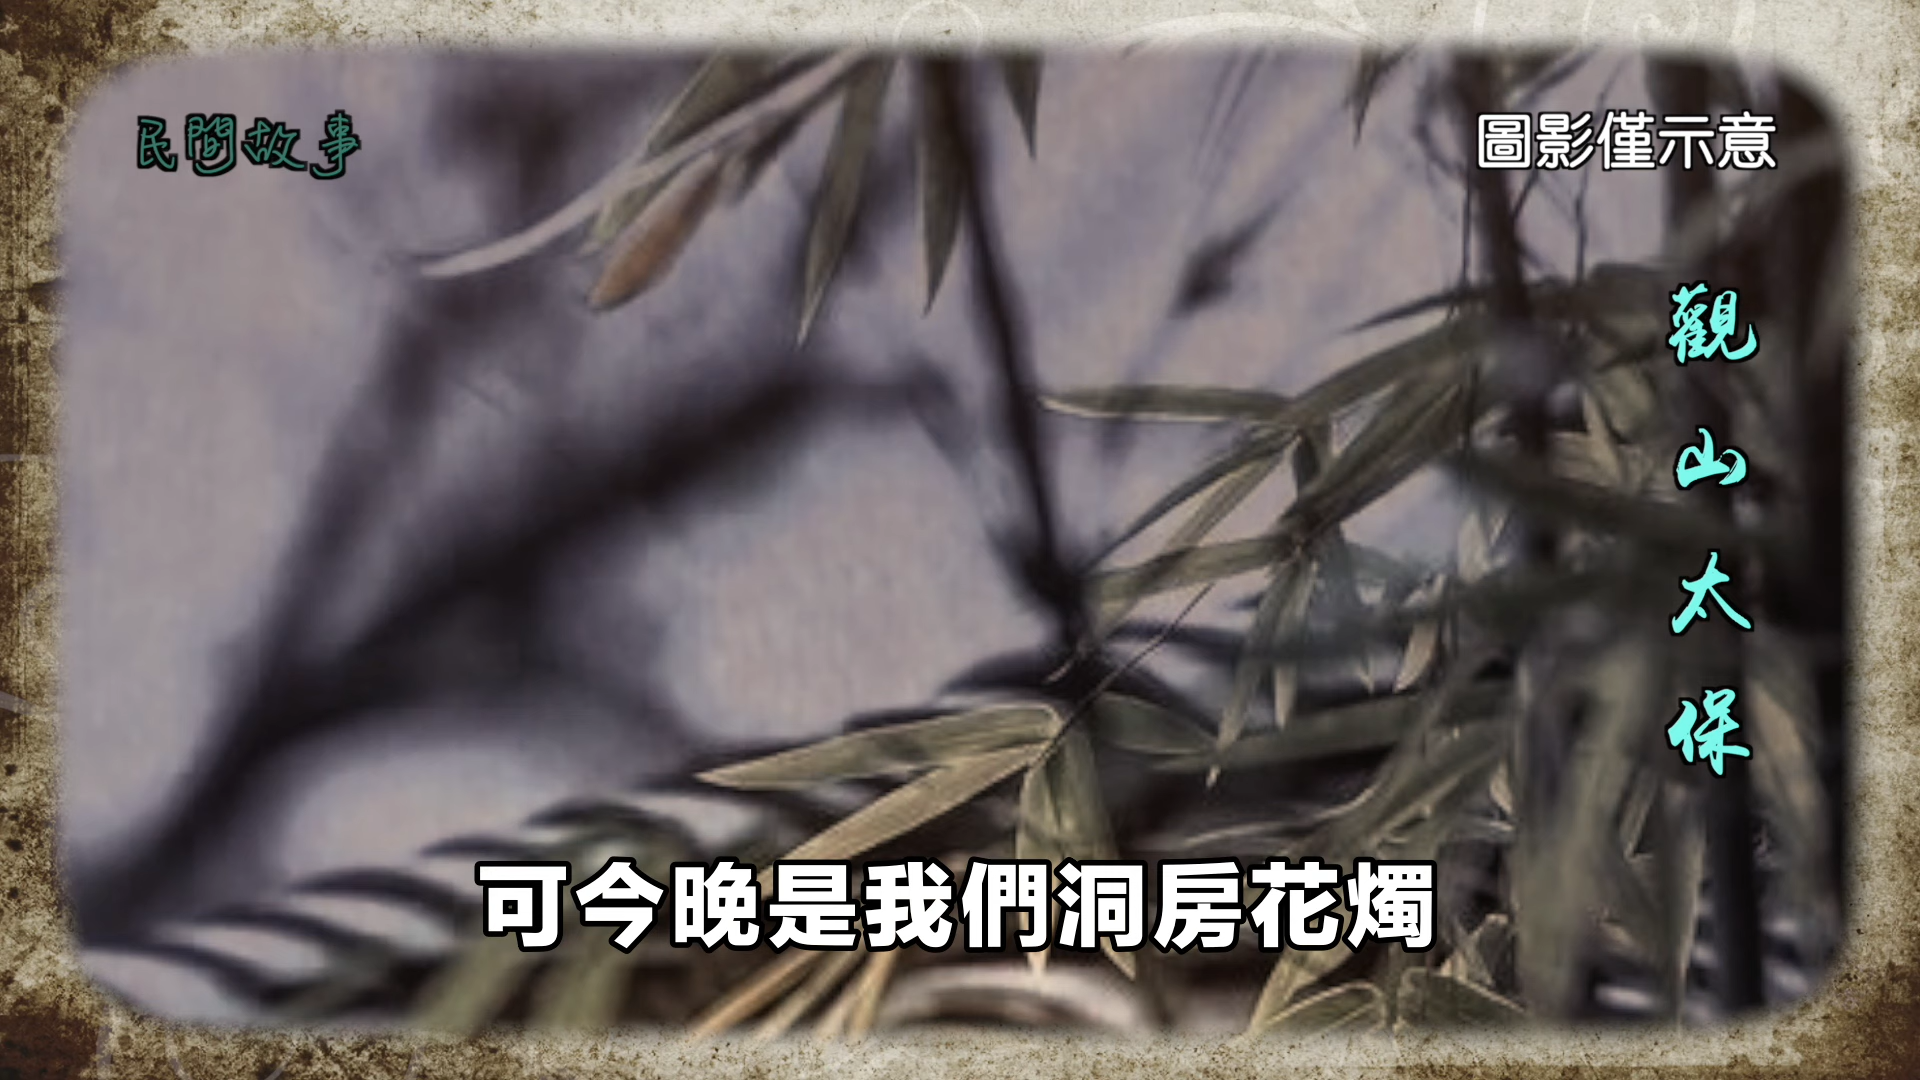 民間故事
圖影僅示意
觀山太保
可今晚是我們洞房花燭